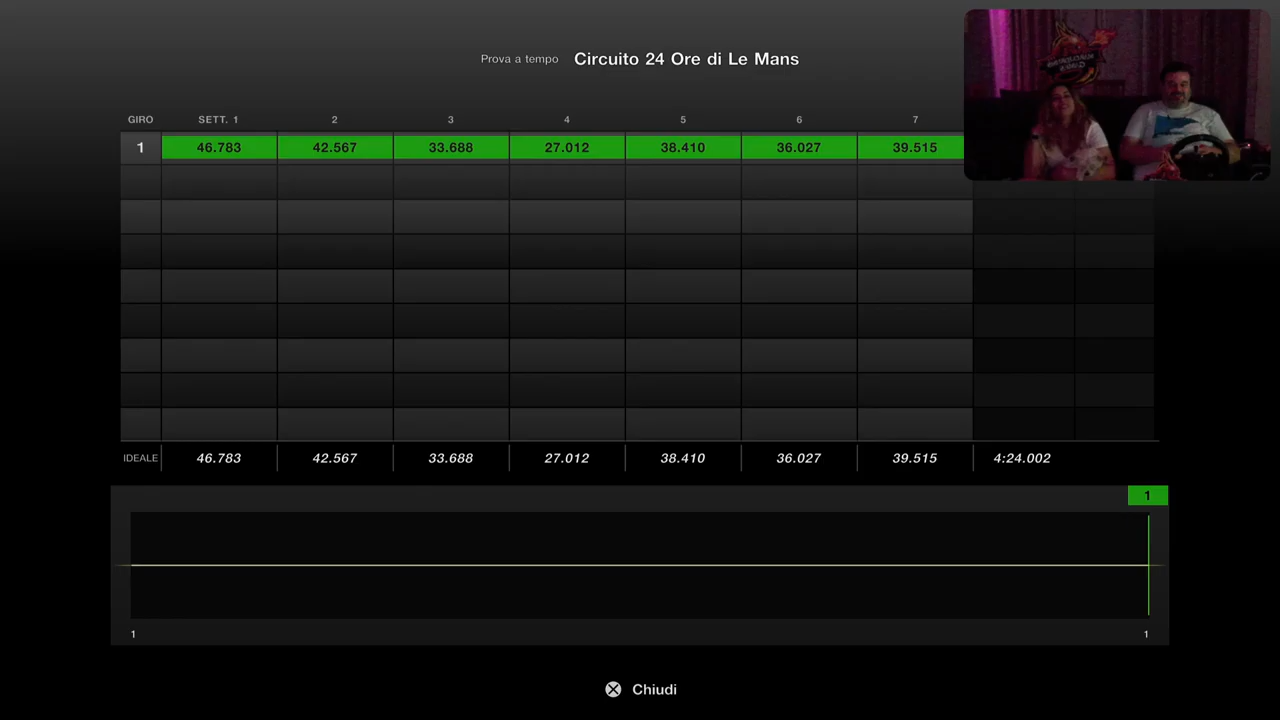 Prova a tempo Circuito 24 Ore di Le Mans
GIRO SETT. 1 2 3 4 5 6 7
1 46.783 42.567 33.688 27.012 38.410 36.027 39.515
IDEALE 46.783 42.567 33.688 27.012 38.410 36.027 39.515 4:24.002
1
1 1
Chiudi